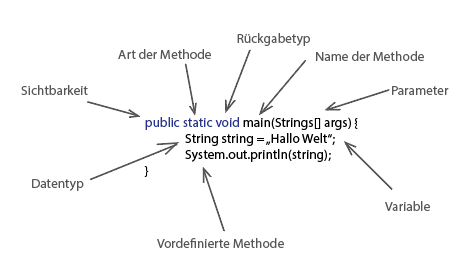 Rückgabetyp
Art der Methode
Name der Methode
Sichtbarkeit
Parameter
public static void main(Strings[] args) {
String string =„Hallo Welt“;
System.out.println(string);
}
Datentyp
Variable
Vordefinierte Methode